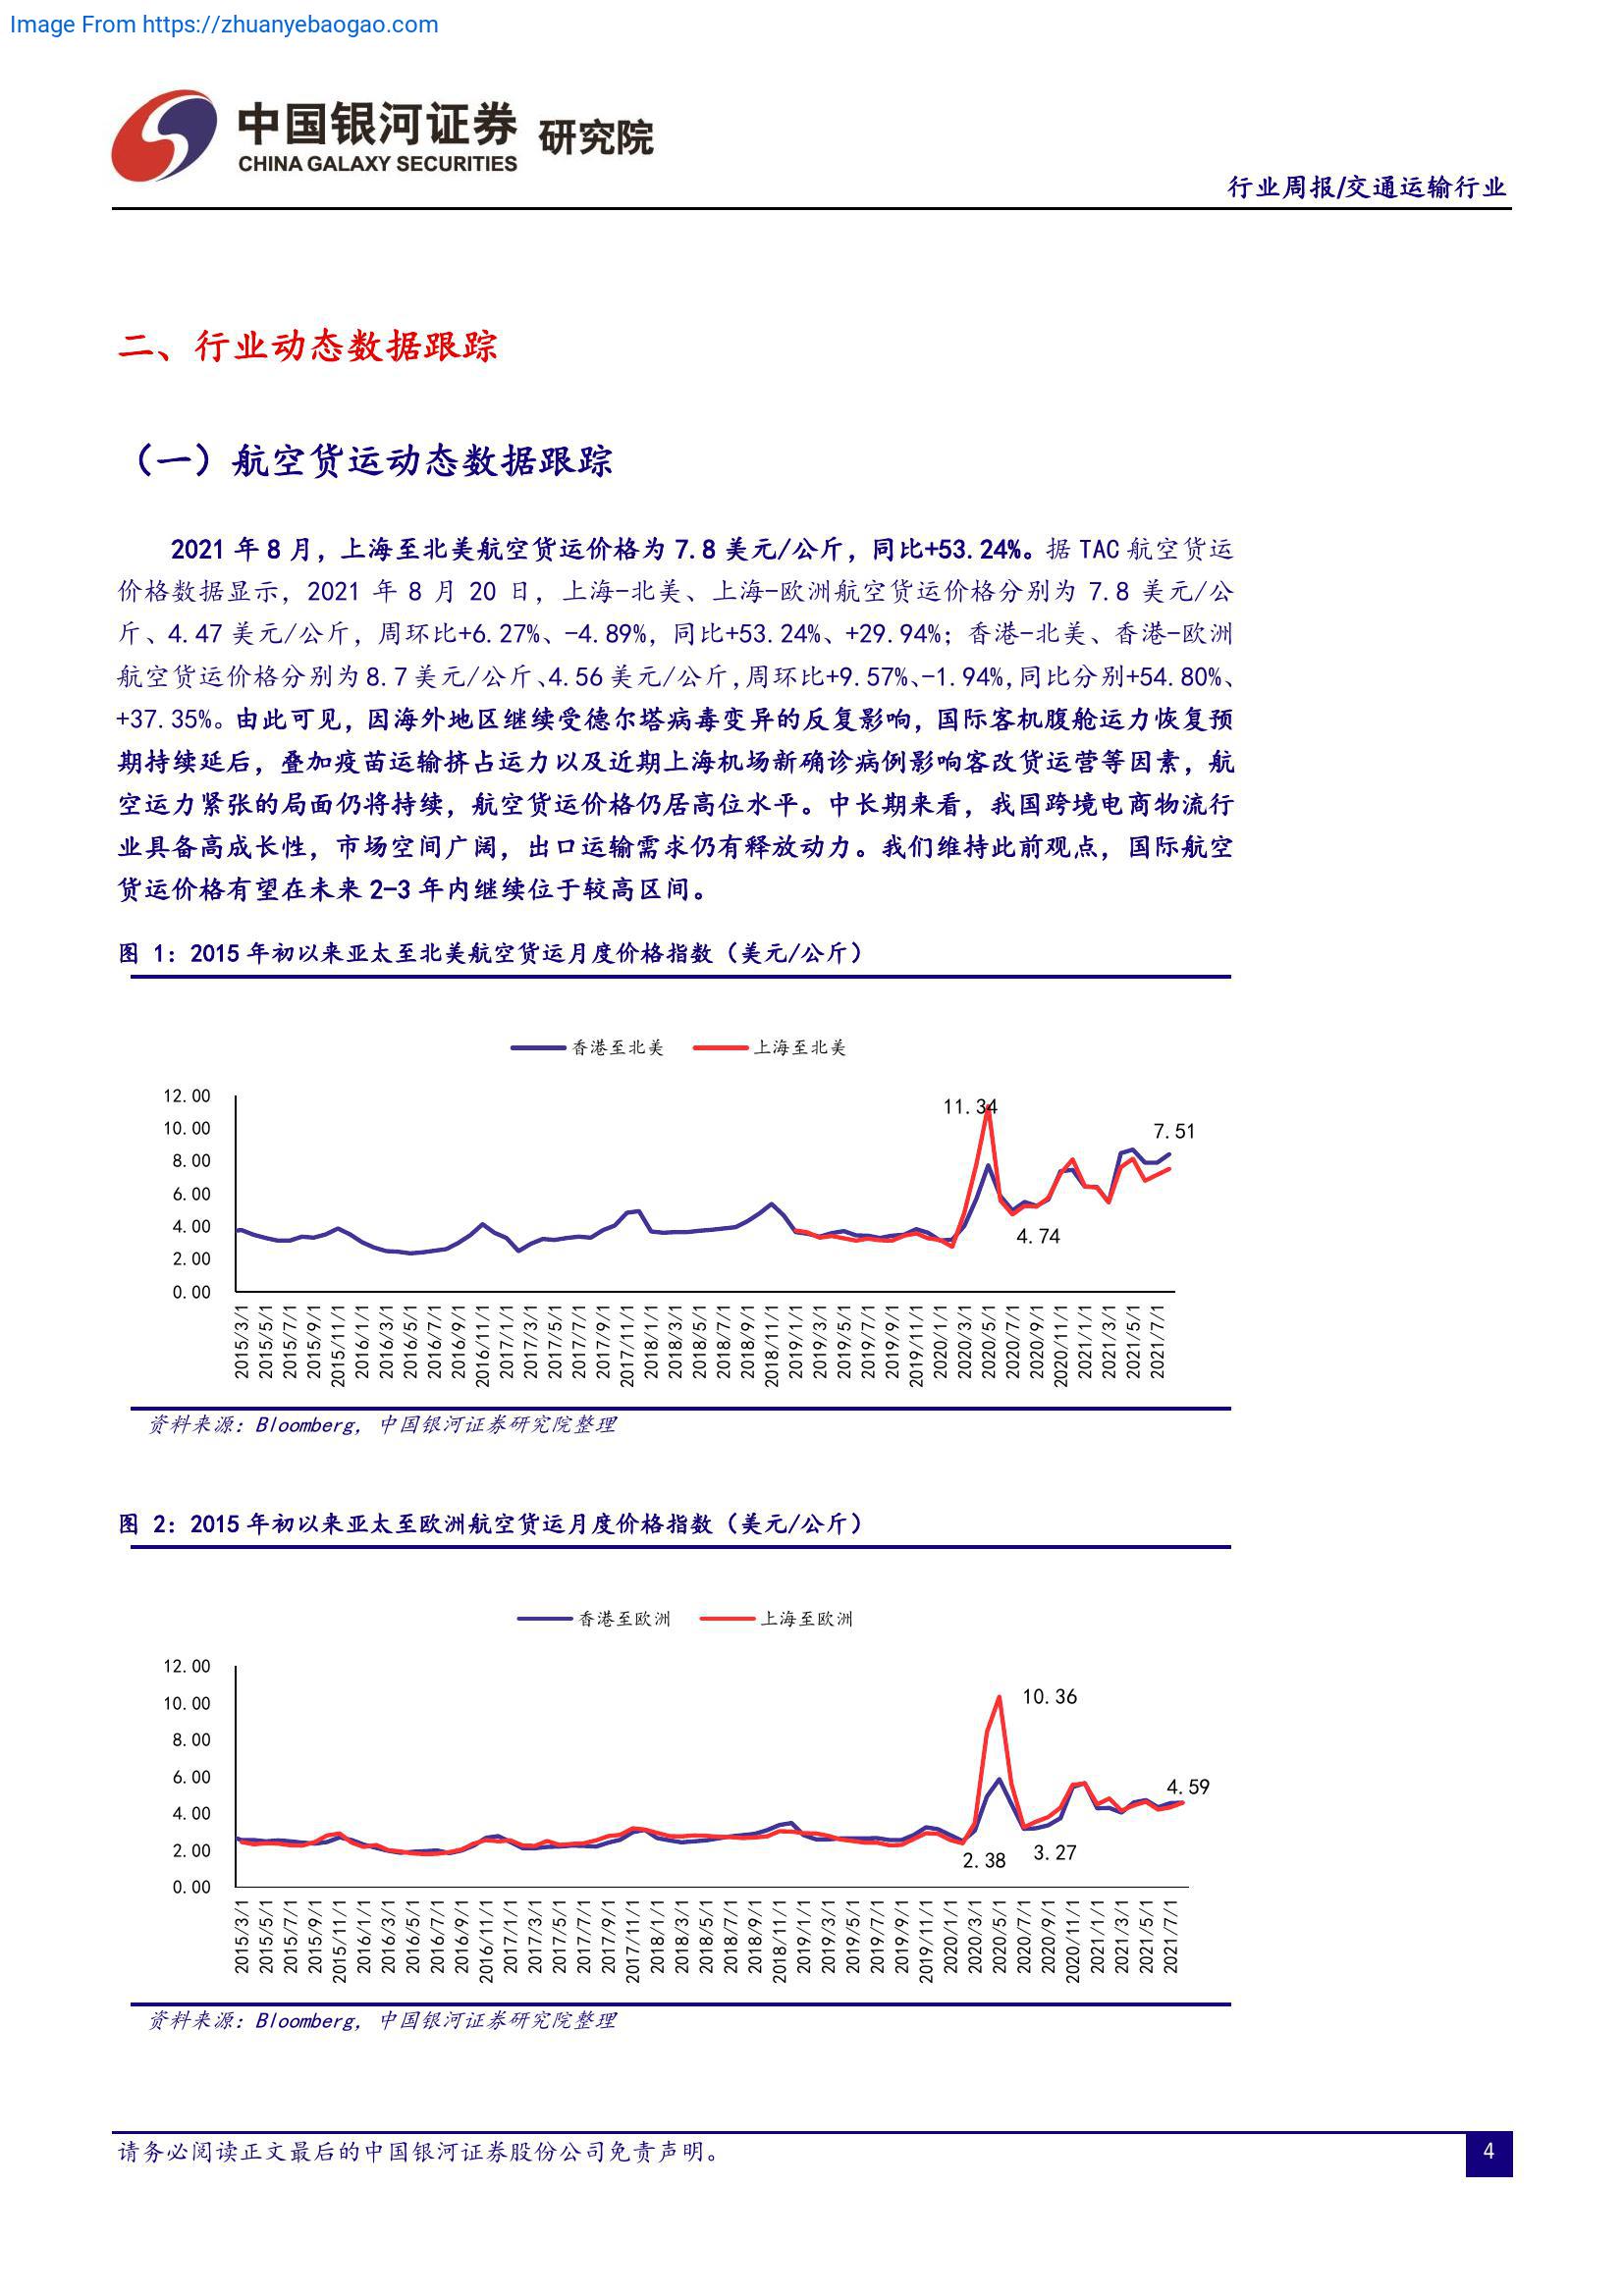 Image From https://zhuanyebaogao.com
中国银河证券 研究院
CHINA GALAXY SECURITIES
行业周报/交通运输行业
二、行业动态数据跟踪
（一）航空货运动态数据跟踪
2021 年 8 月，上海至北美航空货运价格为 7.8 美元/公斤，同比+53.24%。据 TAC 航空货运
价格数据显示，2021 年 8 月 20 日，上海-北美、上海-欧洲航空货运价格分别为 7.8 美元/公
斤、4.47 美元/公斤，周环比+6.27%、-4.89%，同比+53.24%、+29.94%；香港-北美、香港-欧洲
航空货运价格分别为 8.7 美元/公斤、4.56 美元/公斤，周环比+9.57%、-1.94%，同比分别+54.80%、
+37.35%。由此可见，因海外地区继续受德尔塔病毒变异的反复影响，国际客机腹舱运力恢复预
期持续延后，叠加疫苗运输挤占运力以及近期上海机场新确诊病例影响客改货运营等因素，航
空运力紧张的局面仍将持续，航空货运价格仍居高位水平。中长期来看，我国跨境电商物流行
业具备高成长性，市场空间广阔，出口运输需求仍有释放动力。我们维持此前观点，国际航空
货运价格有望在未来 2-3 年内继续位于较高区间。
图 1：2015 年初以来亚太至北美航空货运月度价格指数（美元/公斤）
香港至北美 上海至北美
12.00
10.00
8.00
6.00
4.00
2.00
0.00
11.34
7.51
4.74
2015/3/1 2015/5/1 2015/7/1 2015/9/1 2015/11/1 2016/1/1 2016/3/1 2016/5/1 2016/7/1 2016/9/1 2016/11/1 2017/1/1 2017/3/1 2017/5/1 2017/7/1 2017/9/1 2017/11/1 2018/1/1 2018/3/1 2018/5/1 2018/7/1 2018/9/1 2018/11/1 2019/1/1 2019/3/1 2019/5/1 2019/7/1 2019/9/1 2019/11/1 2020/1/1 2020/3/1 2020/5/1 2020/7/1 2020/9/1 2020/11/1 2021/1/1 2021/3/1 2021/5/1 2021/7/1
资料来源：Bloomberg, 中国银河证券研究院整理
图 2：2015 年初以来亚太至欧洲航空货运月度价格指数（美元/公斤）
香港至欧洲 上海至欧洲
12.00
10.00
8.00
6.00
4.00
2.00
0.00
10.36
4.59
2.38
3.27
2015/3/1 2015/5/1 2015/7/1 2015/9/1 2015/11/1 2016/1/1 2016/3/1 2016/5/1 2016/7/1 2016/9/1 2016/11/1 2017/1/1 2017/3/1 2017/5/1 2017/7/1 2017/9/1 2017/11/1 2018/1/1 2018/3/1 2018/5/1 2018/7/1 2018/9/1 2018/11/1 2019/1/1 2019/3/1 2019/5/1 2019/7/1 2019/9/1 2019/11/1 2020/1/1 2020/3/1 2020/5/1 2020/7/1 2020/9/1 2020/11/1 2021/1/1 2021/3/1 2021/5/1 2021/7/1
资料来源：Bloomberg, 中国银河证券研究院整理
请务必阅读正文最后的中国银河证券股份公司免责声明。
4